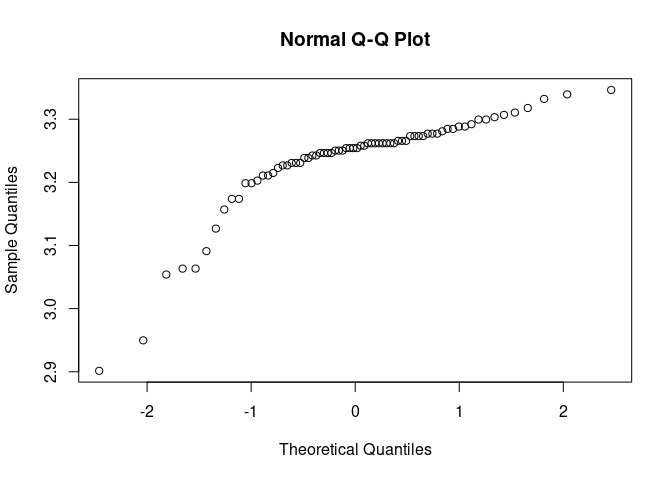 Normal Q-Q Plot
Sample Quantiles
3.3
3.2
3.1
3.0
2.9
-2 -1 0 1 2
Theoretical Quantiles